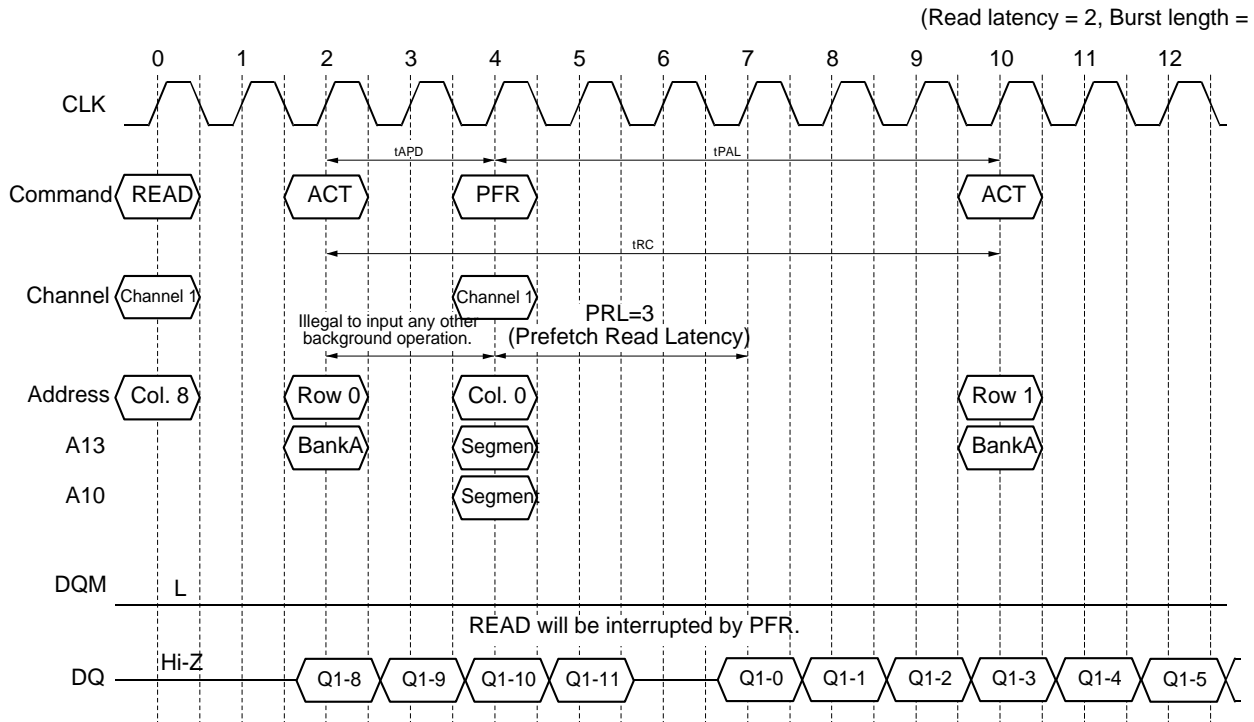 (Read latency = 2, Burst length =
0 1 2 3 4 5 6 7 8 9 10 11 12
CLK
tAPD tPAL
Command READ ACT PFR ACT
tRC
Channel Channel 1 Channel 1
Illegal to input any other
background operation.
PRL=3
(Prefetch Read Latency)
Address Col. 8 Row 0 Col. 0 Row 1
A13 BankA Segment BankA
A10 Segment
DQM L
READ will be interrupted by PFR.
DQ Hi-Z Q1-8 Q1-9 Q1-10 Q1-11 Q1-0 Q1-1 Q1-2 Q1-3 Q1-4 Q1-5